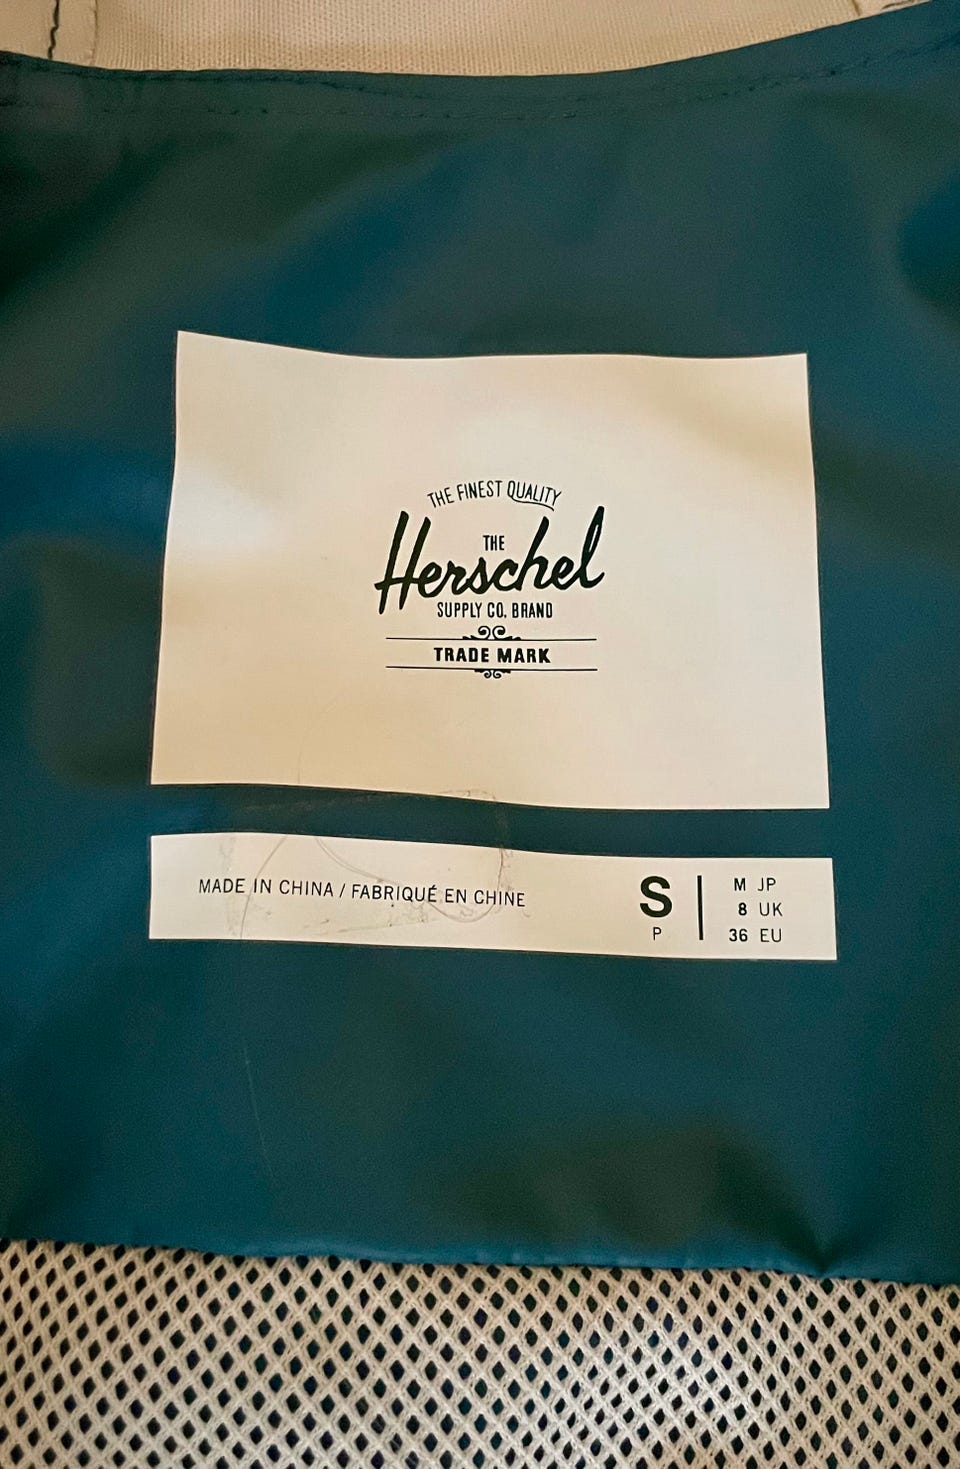 THE FINEST QUALITY
THE
Herschel
SUPPLY CO. BRAND
TRADE MARK
MADE IN CHINA / FABRIQUÉ EN CHINE
S
P
M JP
8 UK
36 EU